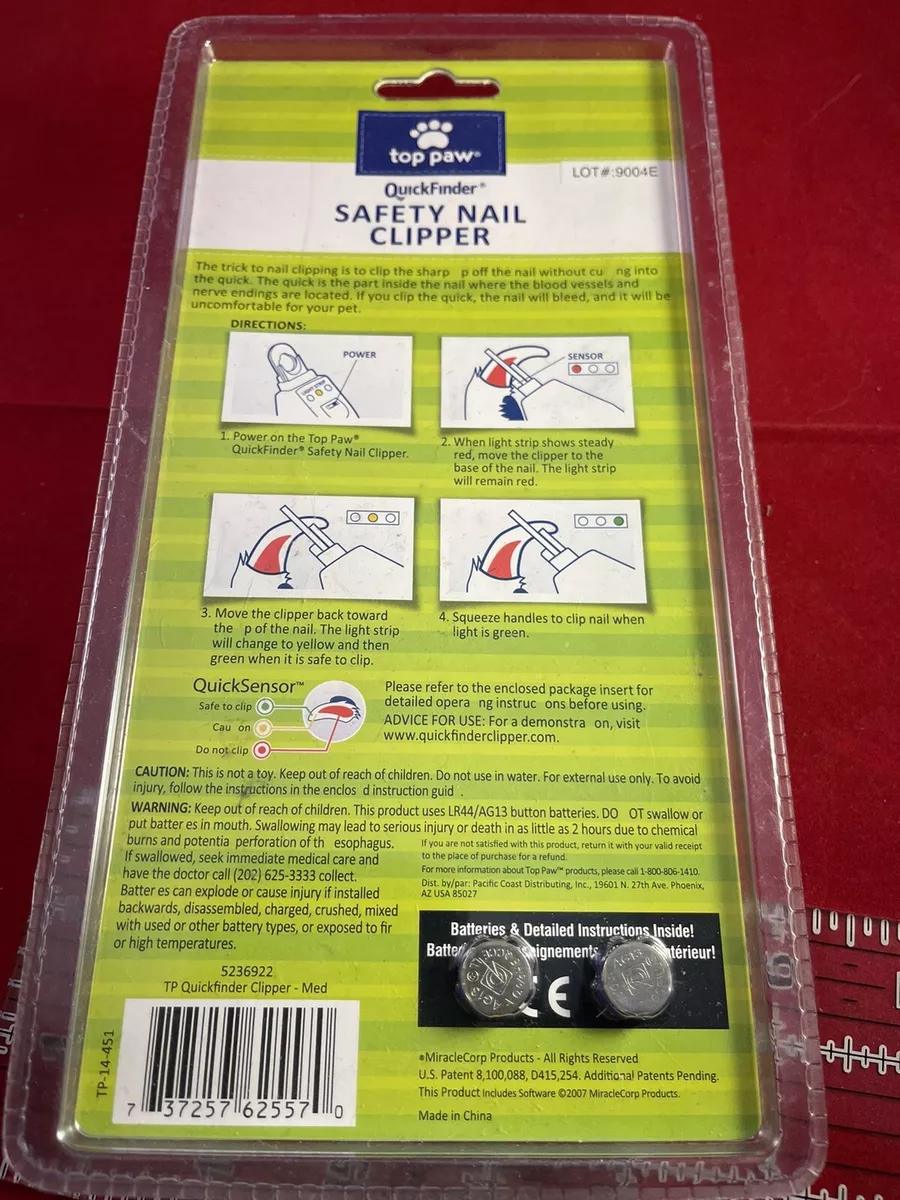 top paw®
LOT#:9004E
QuickFinder®
SAFETY NAIL
CLIPPER
The trick to nail clipping is to clip the sharp p off the nail without cu ng into
the quick. The quick is the part inside the nail where the blood vessels and
nerve endings are located. If you clip the quick, the nail will bleed, and it will be
uncomfortable for your pet.
DIRECTIONS:
POWER
LIGHT STRIP
SENSOR
1. Power on the Top Paw®
QuickFinder® Safety Nail Clipper.
2. When light strip shows steady
red, move the clipper to the
base of the nail. The light strip
will remain red.
3. Move the clipper back toward
the p of the nail. The light strip
will change to yellow and then
green when it is safe to clip.
4. Squeeze handles to clip nail when
light is green.
QuickSensor™
Safe to clip
Cau on
Do not clip
Please refer to the enclosed package insert for
detailed opera ng instruc ons before using.
ADVICE FOR USE: For a demonstra on, visit
www.quickfinderclipper.com.
CAUTION: This is not a toy. Keep out of reach of children. Do not use in water. For external use only. To avoid
injury, follow the instructions in the enclos d instruction guid .
WARNING: Keep out of reach of children. This product uses LR44/AG13 button batteries. DO OT swallow or
put batter es in mouth. Swallowing may lead to serious injury or death in as little as 2 hours due to chemical
burns and potentia perforation of th esophagus.
If swallowed, seek immediate medical care and
have the doctor call (202) 625-3333 collect.
Batter es can explode or cause injury if installed
backwards, disassembled, charged, crushed, mixed
with used or other battery types, or exposed to fir
or high temperatures.
If you are not satisfied with this product, return it with your valid receipt
to the place of purchase for a refund.
For more information about Top Paw™ products, please call 1-800-806-1410.
Dist. by/par: Pacific Coast Distributing, Inc., 19601 N. 27th Ave. Phoenix,
AZ USA 85027
Batteries & Detailed Instructions Inside!
Batte eignements ntérieur!
CE
5236922
TP Quickfinder Clipper - Med
TP-14-451
7 37257 62557 0
•MiracleCorp Products - All Rights Reserved
U.S. Patent 8,100,088, D415,254. Additional Patents Pending.
This Product Includes Software ©2007 MiracleCorp Products.
Made in China